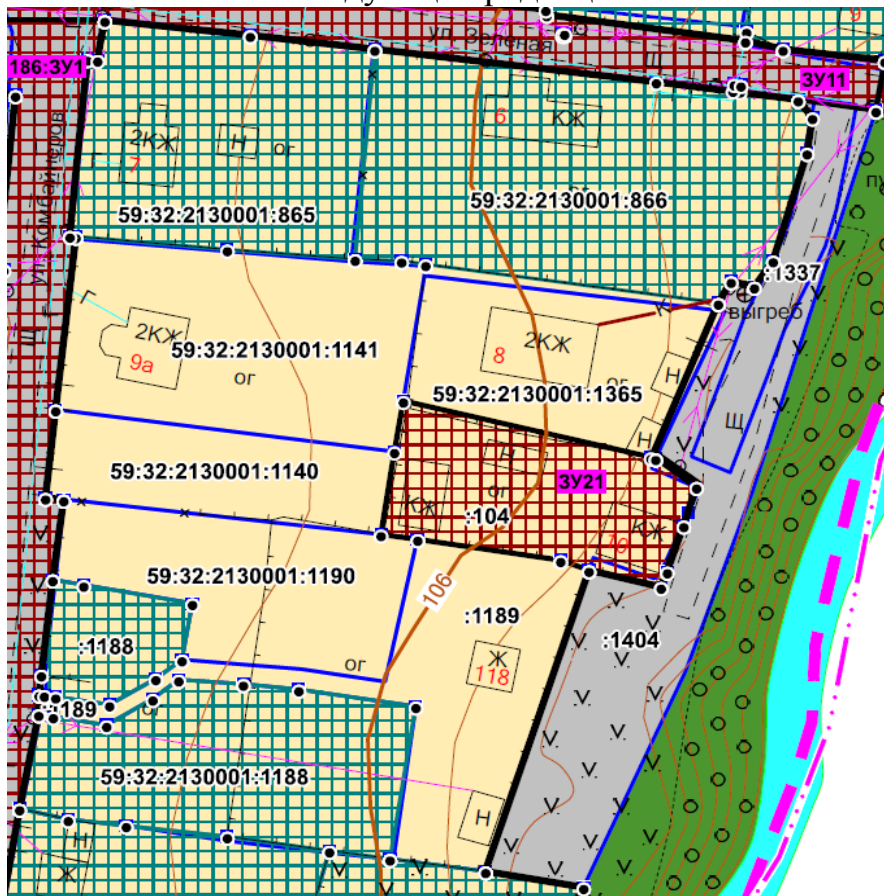 ул. Зеленая
9
186:ЗУ1
ЗУ11
6
КЖ
2КЖ
7
Н
ог
ул. Комбайнеров
Г
59:32:2130001:865
59:32:2130001:866
:1337
К
выгреб
Г
2КЖ
9а
59:32:2130001:1141
ог
2КЖ
8
ог
Н
59:32:2130001:1365
Н
Щ
Щ
Г
59:32:2130001:1140
Н
ог
ЗУ21
КЖ
:104
КЖ
10
59:32:2130001:1190
106
:1189
:1404
:1188
ог
Ж
118
:1189
59:32:2130001:1188
Н
Н
Ж